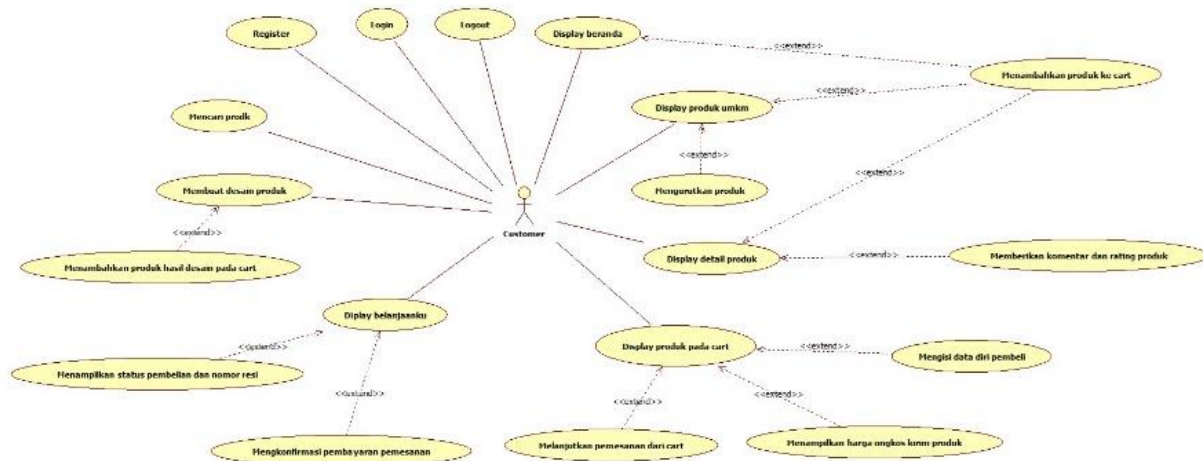 Register
Login
Logout
Display beranda
<<extend>>
Menambahkan produk ke cart
Display produk umkm
<<extend>>
Mencari prodk
<<extend>>
Membuat desain produk
Mengurutkan produk
<<extend>>
Customer
<<extend>>
Menambahkan produk hasil desain pada cart
Display detail produk
<<extend>>
Memberikan komentar dan rating produk
Diplay belanjaanku
<<extend>>
Display produk pada cart
<<extend>>
Mengisi data diri pembeli
Menampilkan status pembelian dan nomor resi
<<extend>>
<<extend>>
<<extend>>
Mengkonfirmasi pembayaran pemesanan
Melanjutkan pemesanan dari cart
Menampilkan harga ongkos kirim produk